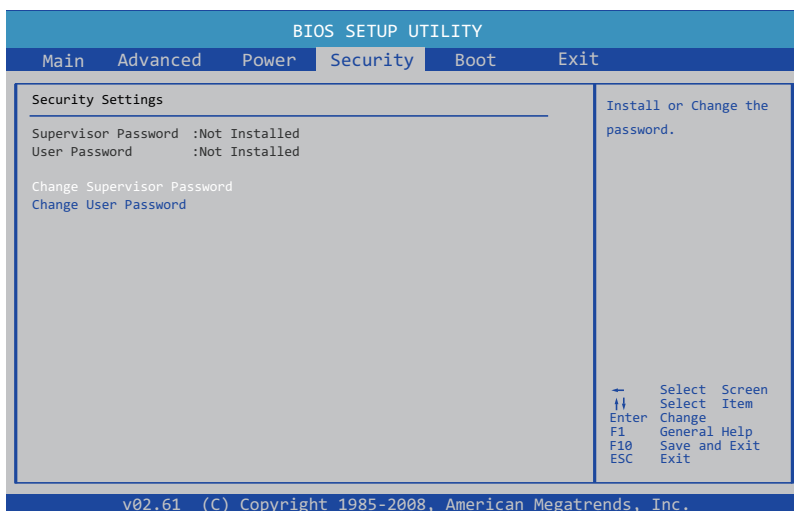 BIOS SETUP UTILITY
Main Advanced Power Security Boot Exit
Security Settings
Supervisor Password :Not Installed
User Password :Not Installed
Change Supervisor Password
Change User Password
Install or Change the
password.
← Select Screen
↑↓ Select Item
Enter Change
F1 General Help
F10 Save and Exit
ESC Exit
v02.61 (C) Copyright 1985-2008, American Megatrends, Inc.